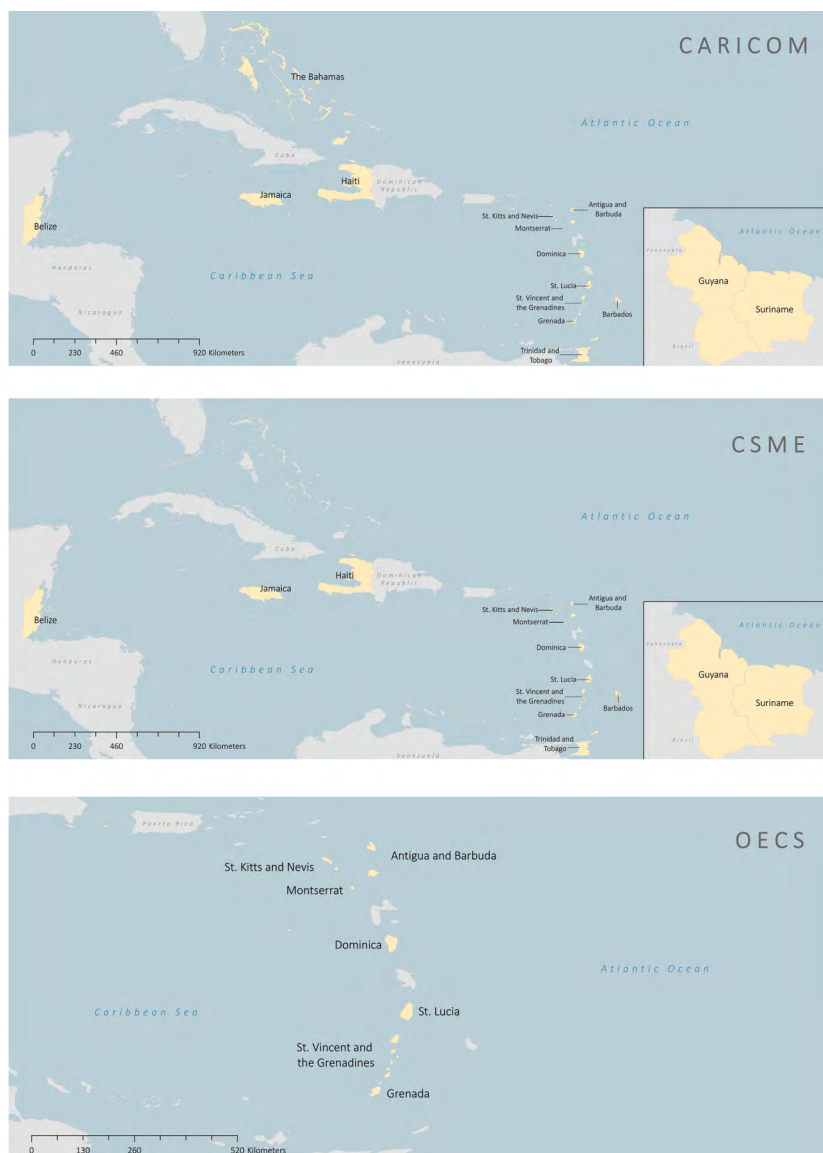 CARICOM
The Bahamas
Atlantic Ocean
Cuba
Haiti
Dominican
Republic
Jamaica
Belize
Antigua and
Barbuda
St. Kitts and Nevis
Montserrat
Honduras
Caribbean Sea
Dominica
Nicaragua
St. Lucia
St. Vincent and
the Grenadines
Barbados
Grenada
Trinidad and
Tobago
Venezuela
0 230 460 920 Kilometers
Venezuela
Atlantic Ocean
Guyana
Suriname
Brazil
CSME
Atlantic Ocean
Cuba
Haiti
Dominican
Republic
Jamaica
Belize
Antigua and
Barbuda
St. Kitts and Nevis
Montserrat
Honduras
Caribbean Sea
Dominica
Nicaragua
St. Lucia
St. Vincent and
the Grenadines
Barbados
Grenada
Trinidad and
Tobago
Venezuela
0 230 460 920 Kilometers
Venezuela
Atlantic Ocean
Guyana
Suriname
Brazil
OECS
Puerto Rico
Antigua and Barbuda
St. Kitts and Nevis
Montserrat
Dominica
Atlantic Ocean
Caribbean Sea
St. Lucia
St. Vincent and
the Grenadines
Grenada
0 130 260 520 Kilometers